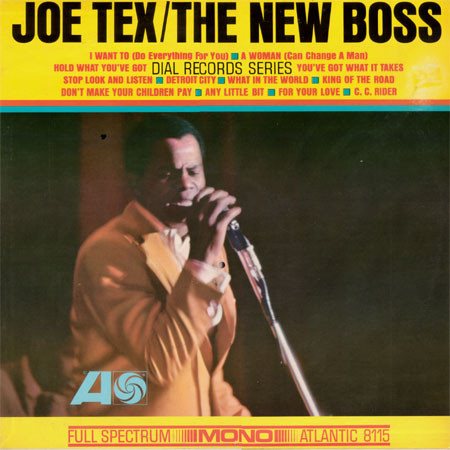 JOE TEX/THE NEW BOSS
I WANT TO (Do Everything For You) ■ A WOMAN (Can Change A Man)
HOLD WHAT YOU'VE GOT DIAL RECORDS SERIES YOU'VE GOT WHAT IT TAKES
STOP LOOK AND LISTEN ■ DETROIT CITY ■ WHAT IN THE WORLD ■ KING OF THE ROAD
DON'T MAKE YOUR CHILDREN PAY ■ ANY LITTLE BIT ■ FOR YOUR LOVE ■ C. C. RIDER
A
FULL SPECTRUM MONO ATLANTIC 8115